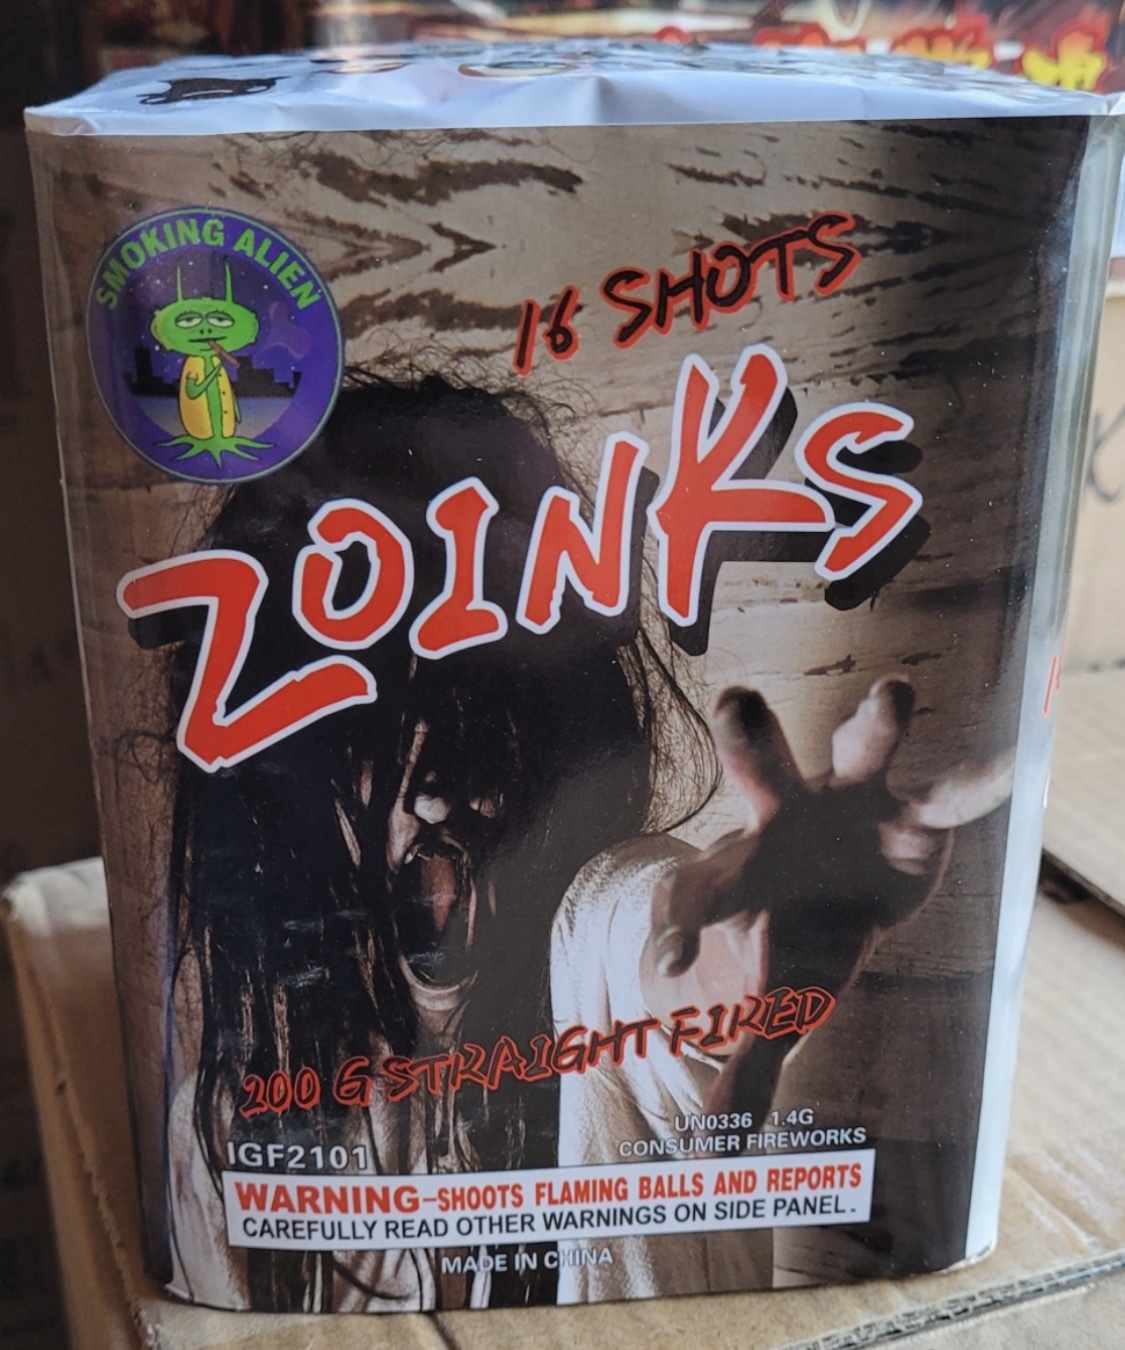 SMOKING ALIEN
16 SHOTS
ZOINKS
200 G STRAIGHT FIRED
UN0336 1.4G
CONSUMER FIREWORKS
IGF2101
WARNING-SHOOTS FLAMING BALLS AND REPORTS
CAREFULLY READ OTHER WARNINGS ON SIDE PANEL.
MADE IN CHINA